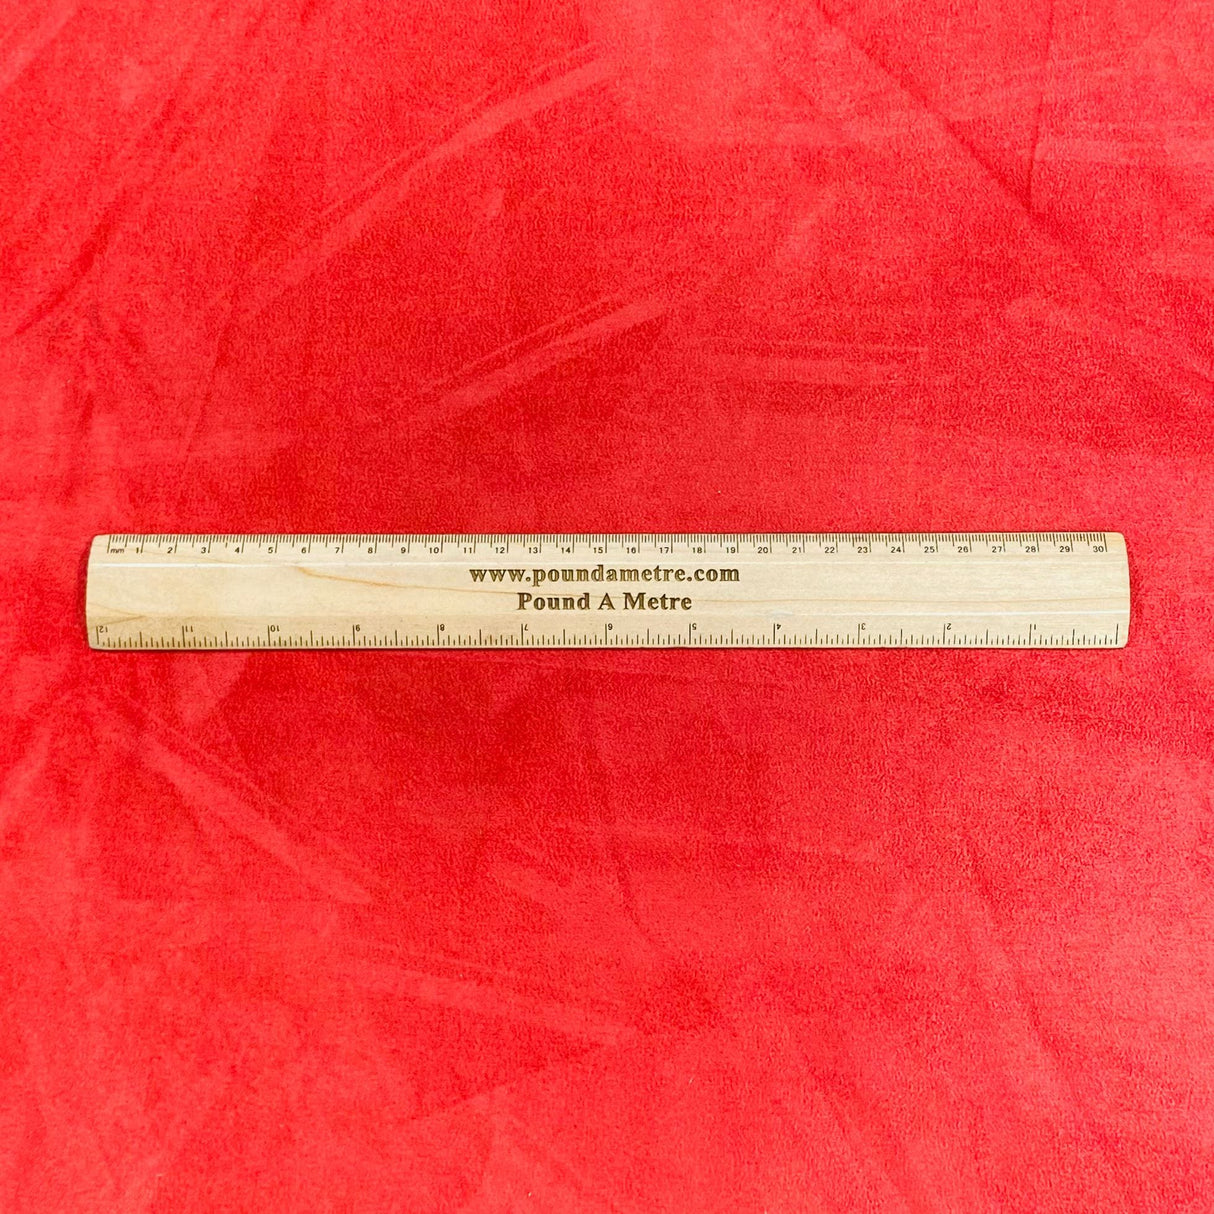 mm 1 2 3 4 5 6 7 8 9 10 11 12 13 14 15 16 17 18 19 20 21 22 23 24 25 26 27 28 29 30
www.poundametre.com
Pound A Metre
12 11 10 9 8 7 6 5 4 3 2 1